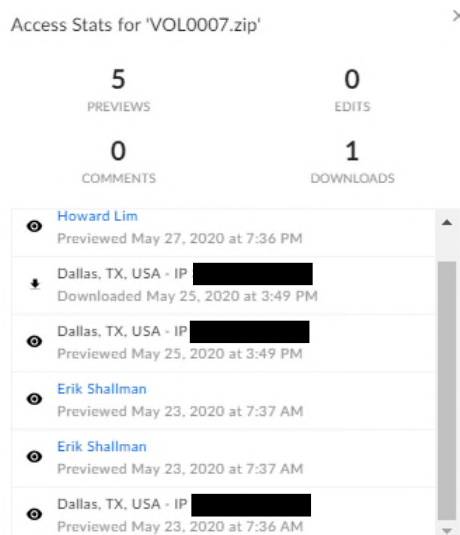 Access Stats for 'VOL0007.zip'
5
PREVIEWS
0
EDITS
0
COMMENTS
1
DOWNLOADS
Howard Lim
Previewed May 27, 2020 at 7:36 PM
Dallas, TX, USA - IP
Downloaded May 25, 2020 at 3:49 PM
Dallas, TX, USA - IP
Previewed May 25, 2020 at 3:49 PM
Erik Shallman
Previewed May 23, 2020 at 7:37 AM
Erik Shallman
Previewed May 23, 2020 at 7:37 AM
Dallas, TX, USA - IP
Previewed May 23, 2020 at 7:36 AM